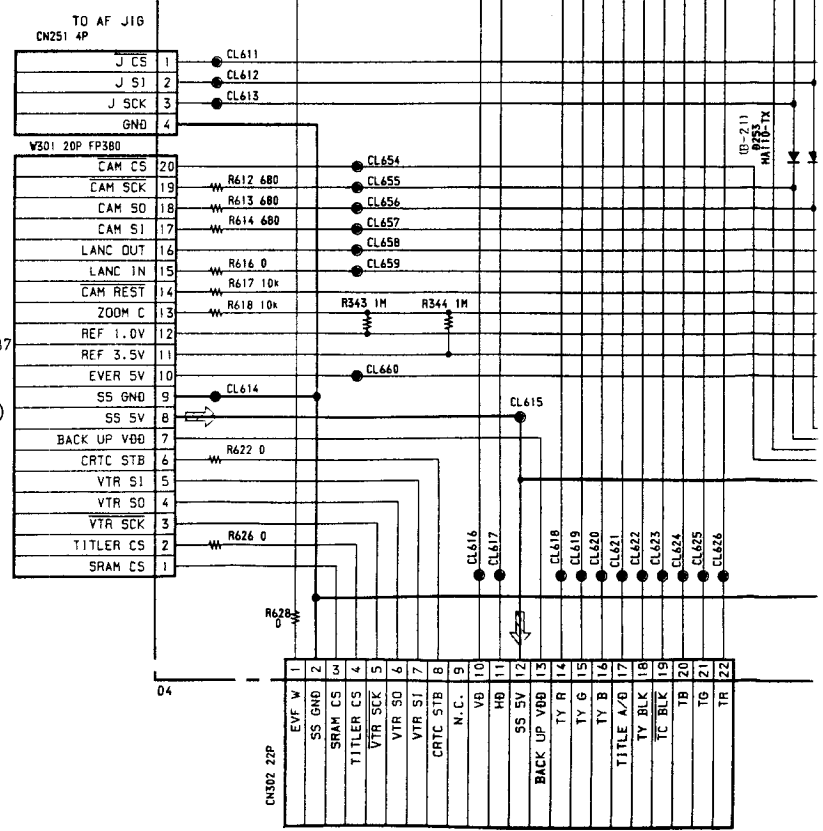 TO AF JIG
CN251 4P
J CS 1
J SI 2
J SCK 3
GND 4
CL611
CL612
CL613
W301 20P FP380
CAM CS 20
CAM SCK 19
CAM SO 18
CAM SI 17
LANC OUT 16
LANC IN 15
CAM REST 14
ZOOM C 13
REF 1.0V 12
REF 3.5V 11
EVER 5V 10
SS GND 9
SS 5V 8
BACK UP VDD 7
CRTC STB 6
VTR SI 5
VTR SO 4
VTR SCK 3
TITLER CS 2
SRAM CS 1
R612 680
R613 680
R614 680
R616 0
R617 10k
R618 10k
CL654
CL655
CL656
CL657
CL658
CL659
R343 1M
R344 1M
CL660
CL614
CL615
R622 0
R626 0
(B-21)
D253
MA110-TX
CL616
CL617
CL618
CL619
CL620
CL621
CL622
CL623
CL624
CL625
CL626
R628
0
04
CN302 22P
1 EVF W
2 SS GND
3 SRAM CS
4 TITLER CS
5 VTR SCK
6 VTR SO
7 VTR SI
8 CRTC STB
9 N.C.
10 VD
11 HD
12 SS 5V
13 BACK UP VDD
14 TY R
15 TY G
16 TY B
17 TITLE A/D
18 TY BLK
19 TC BLK
20 TB
21 TG
22 TR